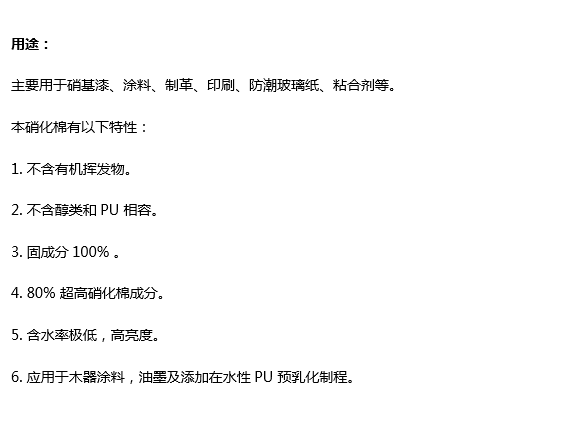 用途：
主要用于硝基漆、涂料、制革、印刷、防潮玻璃纸、粘合剂等。
本硝化棉有以下特性：
1. 不含有机挥发物。
2. 不含醇类和 PU 相容。
3. 固成分 100% 。
4. 80% 超高硝化棉成分。
5. 含水率极低，高亮度。
6. 应用于木器涂料，油墨及添加在水性 PU 预乳化制程。